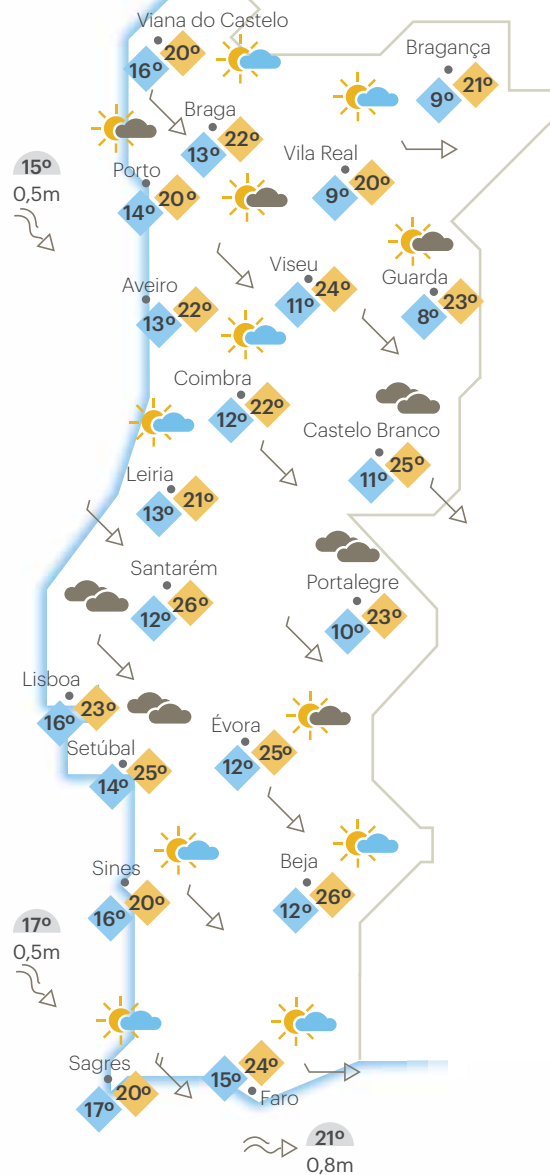 Viana do Castelo
16º 20º
Bragança
9º 21º
Braga
13º 22º
Vila Real
9º 20º
15º
0,5m
Porto
14º 20º
Viseu
11º 24º
Guarda
8º 23º
Aveiro
13º 22º
Coimbra
12º 22º
Castelo Branco
11º 25º
Leiria
13º 21º
Santarém
12º 26º
Portalegre
10º 23º
Lisboa
16º 23º
Évora
12º 25º
Setúbal
14º 25º
Sines
16º 20º
Beja
12º 26º
17º
0,5m
Sagres
17º 20º
15º 24º
Faro
21º
0,8m